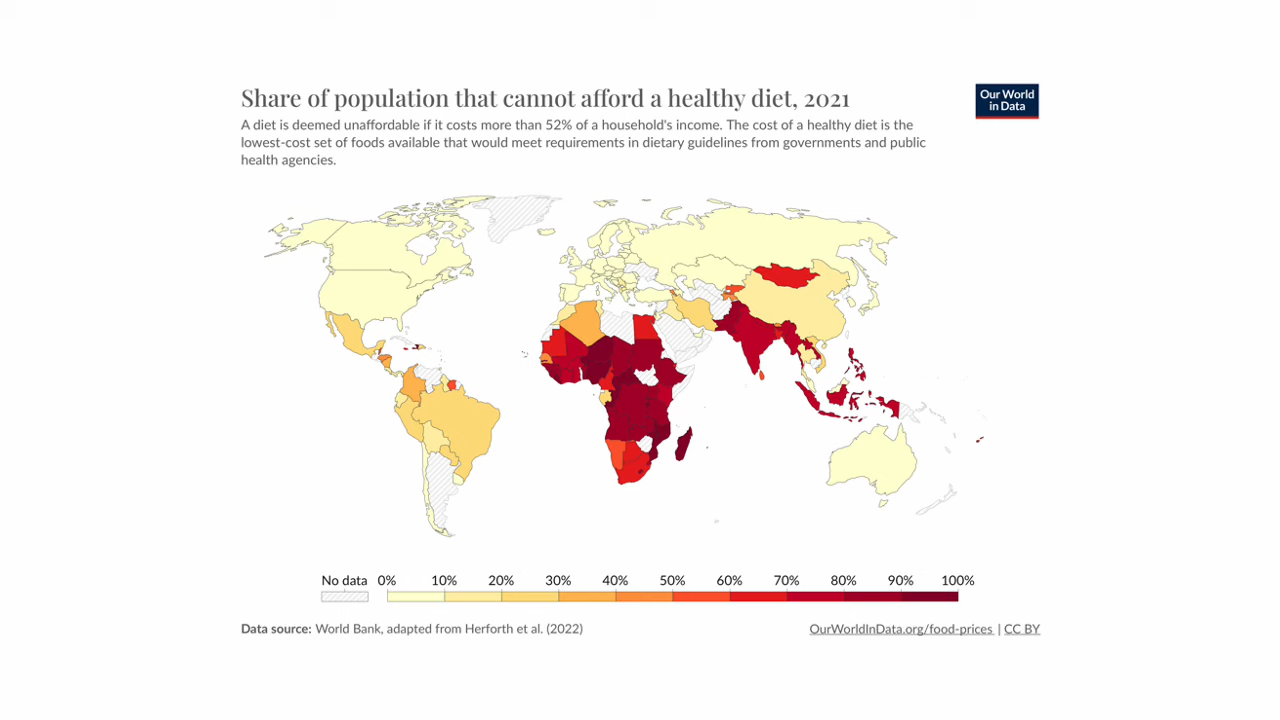 Share of population that cannot afford a healthy diet, 2021
Our World
in Data
A diet is deemed unaffordable if it costs more than 52% of a household's income. The cost of a healthy diet is the
lowest-cost set of foods available that would meet requirements in dietary guidelines from governments and public
health agencies.
No data 0% 10% 20% 30% 40% 50% 60% 70% 80% 90% 100%
Data source: World Bank, adapted from Herforth et al. (2022)
OurWorldInData.org/food-prices | CC BY